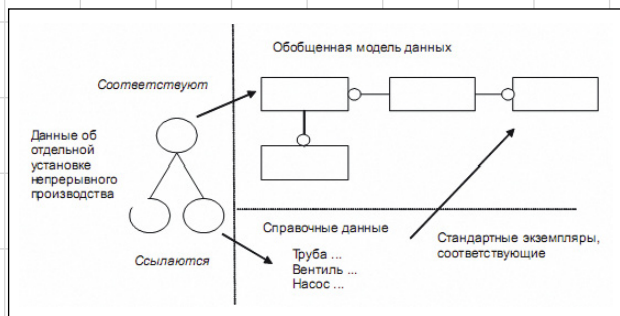 Обобщенная модель данных
Соответствуют
Данные об
отдельной
установке
непрерывного
производства
Ссылаются
Справочные данные
Труба ...
Вентиль ...
Насос ...
Стандартные экземпляры,
соответствующие